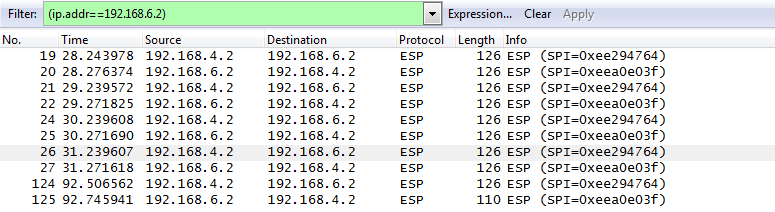 Filter: (ip.addr==192.168.6.2) Expression... Clear Apply
No. Time Source Destination Protocol Length Info
19 28.243978 192.168.4.2 192.168.6.2 ESP 126 ESP (SPI=0xee294764)
20 28.276374 192.168.6.2 192.168.4.2 ESP 126 ESP (SPI=0xeea0e03f)
21 29.239572 192.168.4.2 192.168.6.2 ESP 126 ESP (SPI=0xee294764)
22 29.271825 192.168.6.2 192.168.4.2 ESP 126 ESP (SPI=0xeea0e03f)
24 30.239608 192.168.4.2 192.168.6.2 ESP 126 ESP (SPI=0xee294764)
25 30.271690 192.168.6.2 192.168.4.2 ESP 126 ESP (SPI=0xeea0e03f)
26 31.239607 192.168.4.2 192.168.6.2 ESP 126 ESP (SPI=0xee294764)
27 31.271618 192.168.6.2 192.168.4.2 ESP 126 ESP (SPI=0xeea0e03f)
124 92.506562 192.168.4.2 192.168.6.2 ESP 126 ESP (SPI=0xee294764)
125 92.745941 192.168.6.2 192.168.4.2 ESP 110 ESP (SPI=0xeea0e03f)